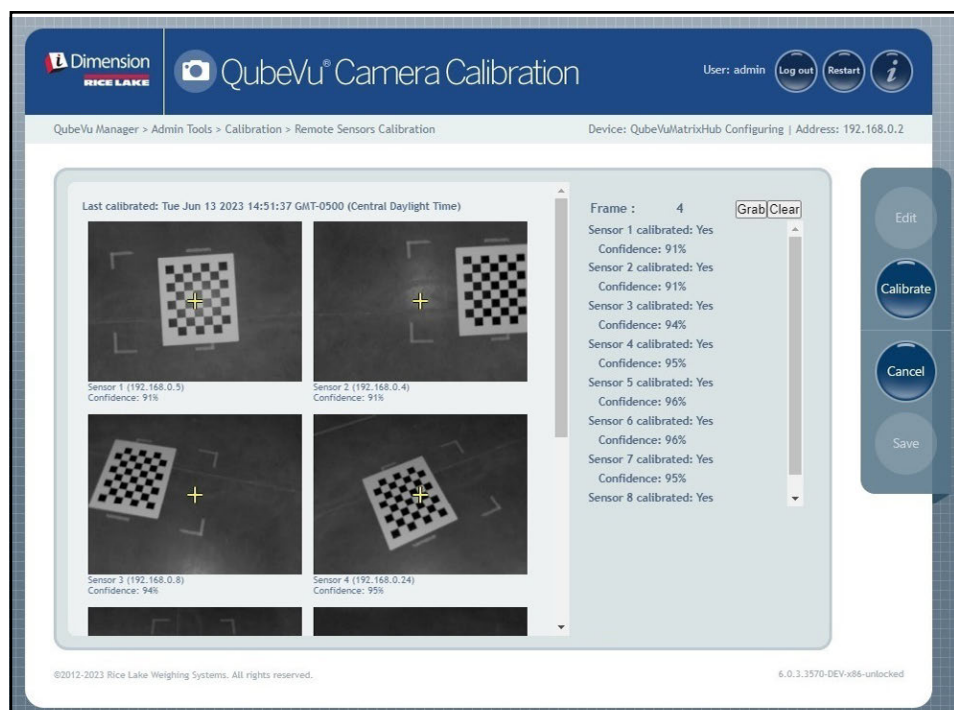 i Dimension
RICE LAKE
QubeVu® Camera Calibration
User: admin
Log out
Restart
i
QubeVu Manager > Admin Tools > Calibration > Remote Sensors Calibration
Device: QubeVuMatrixHub Configuring | Address: 192.168.0.2
Last calibrated: Tue Jun 13 2023 14:51:37 GMT-0500 (Central Daylight Time)
Sensor 1 (192.168.0.5)
Confidence: 91%
Sensor 2 (192.168.0.4)
Confidence: 91%
Sensor 3 (192.168.0.8)
Confidence: 94%
Sensor 4 (192.168.0.24)
Confidence: 95%
Frame : 4
Grab
Clear
Sensor 1 calibrated: Yes
Confidence: 91%
Sensor 2 calibrated: Yes
Confidence: 91%
Sensor 3 calibrated: Yes
Confidence: 94%
Sensor 4 calibrated: Yes
Confidence: 95%
Sensor 5 calibrated: Yes
Confidence: 96%
Sensor 6 calibrated: Yes
Confidence: 96%
Sensor 7 calibrated: Yes
Confidence: 95%
Sensor 8 calibrated: Yes
Edit
Calibrate
Cancel
Save
©2012-2023 Rice Lake Weighing Systems. All rights reserved.
6.0.3.3570-DEV-x86-unlocked